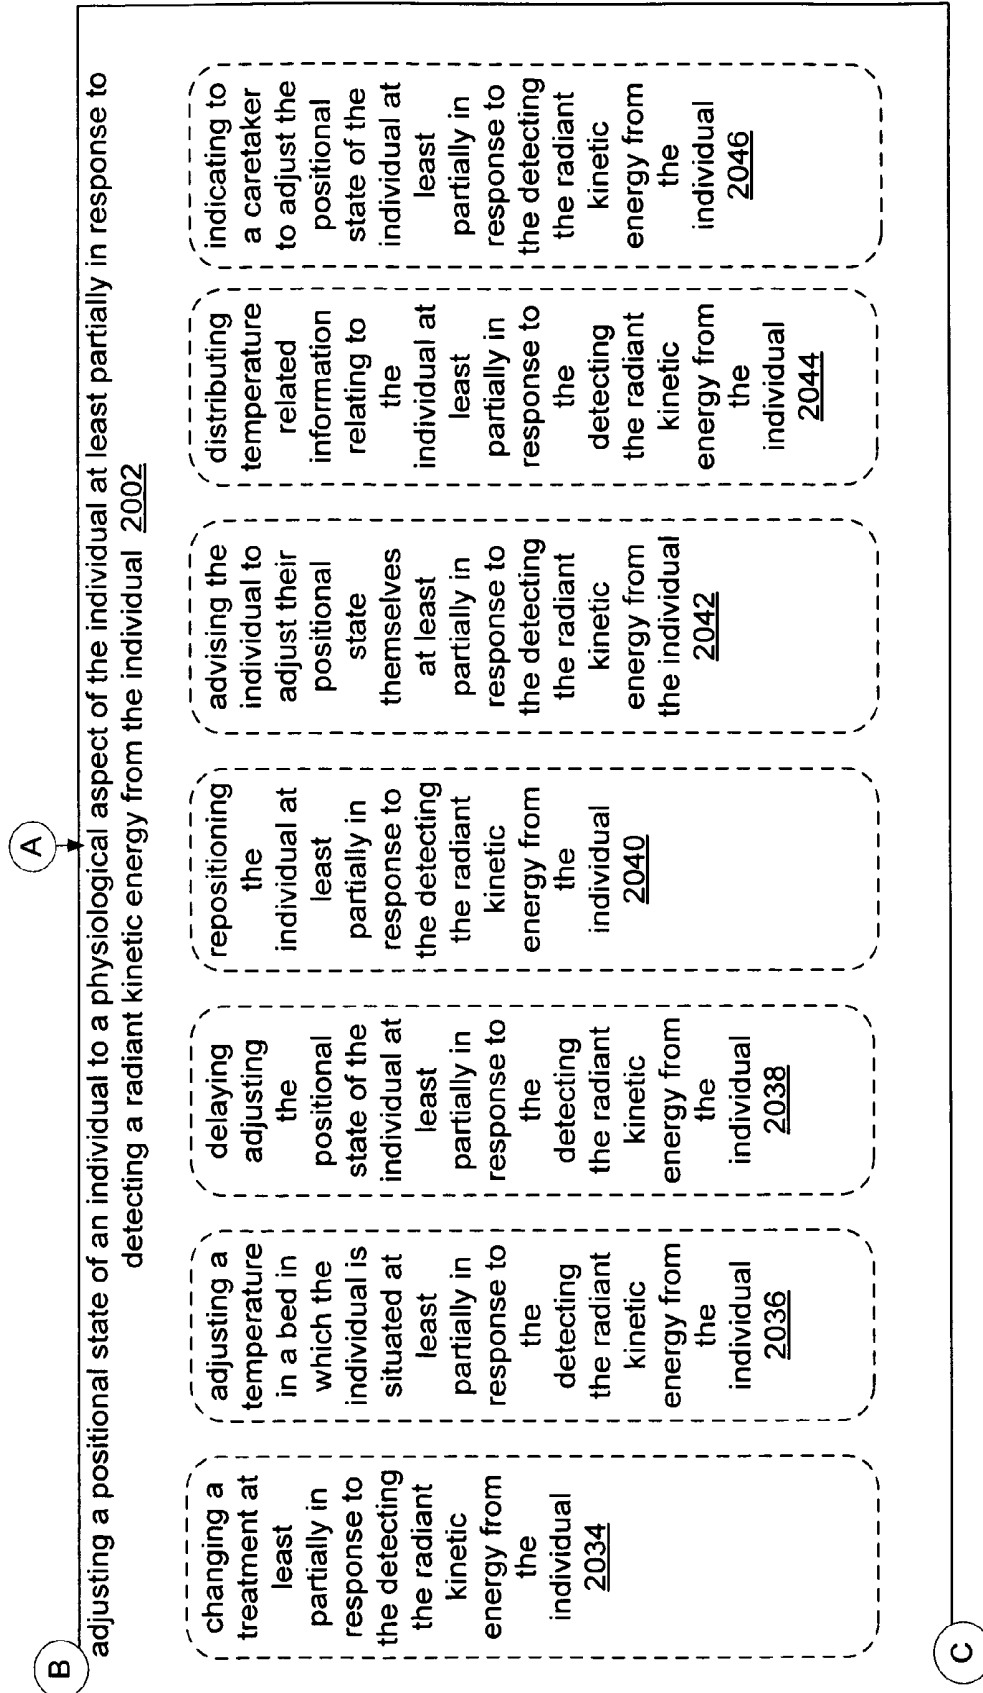 A
B
adjusting a positional state of an individual to a physiological aspect of the individual at least partially in response to
detecting a radiant kinetic energy from the individual 2002
changing a
treatment at
least
partially in
response to
the detecting
the radiant
kinetic
energy from
the
individual
2034
adjusting a
temperature
in a bed in
which the
individual is
situated at
least
partially in
response to
the
detecting
the radiant
kinetic
energy from
the
individual
2036
delaying
adjusting
the
positional
state of the
individual at
least
partially in
response to
the
detecting
the radiant
kinetic
energy from
the
individual
2038
repositioning
the
individual at
least
partially in
response to
the detecting
the radiant
kinetic
energy from
the
individual
2040
advising the
individual to
adjust their
positional
state
themselves
at least
partially in
response to
the detecting
the radiant
kinetic
energy from
the individual
2042
distributing
temperature
related
information
relating to
the
individual at
least
partially in
response to
the
detecting
the radiant
kinetic
energy from
the
individual
2044
indicating to
a caretaker
to adjust the
positional
state of the
individual at
least
partially in
response to
the detecting
the radiant
kinetic
energy from
the
individual
2046
C